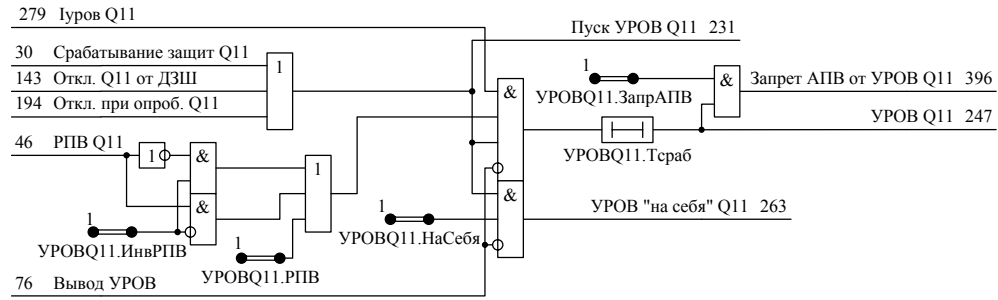 279 Iуров Q11
Пуск УРОВ Q11 231
30 Срабатывание защит Q11
143 Откл. Q11 от ДЗШ
194 Откл. при опроб. Q11
1
1
УРОВQ11.ЗапрАПВ
&
Запрет АПВ от УРОВ Q11 396
&
УРОВ Q11 247
УРОВQ11.Тсраб
46 РПВ Q11
1
&
1
&
&
1
УРОВQ11.НаСебя
УРОВ "на себя" Q11 263
1
УРОВQ11.ИнвРПВ
1
УРОВQ11.РПВ
76 Вывод УРОВ